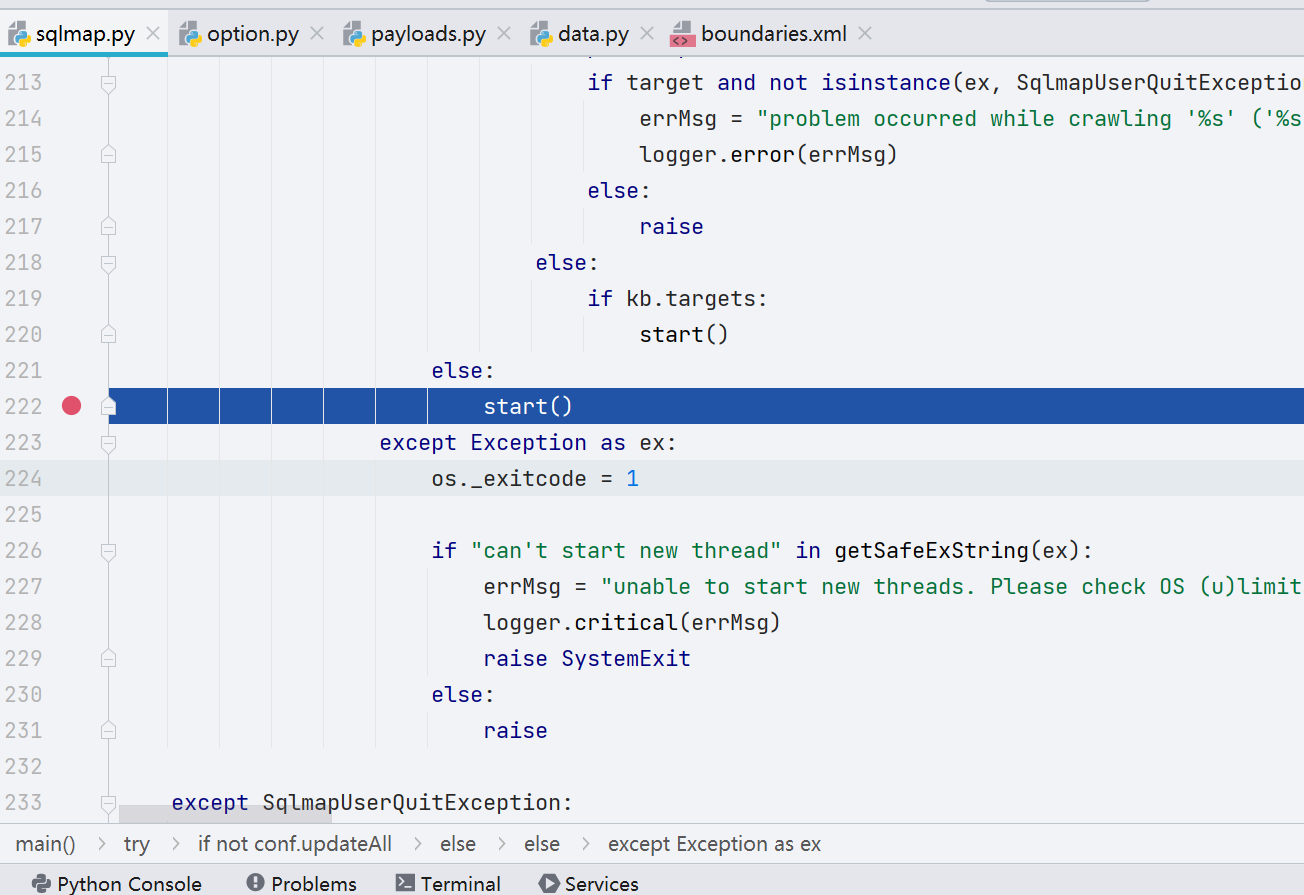 sqlmap.py option.py payloads.py data.py boundaries.xml
213 if target and not isinstance(ex, SqlmapUserQuitExceptio
214 errMsg = "problem occurred while crawling '%s' ('%s
215 logger.error(errMsg)
216 else:
217 raise
218 else:
219 if kb.targets:
220 start()
221 else:
222 start()
223 except Exception as ex:
224 os._exitcode = 1
225
226 if "can't start new thread" in getSafeExString(ex):
227 errMsg = "unable to start new threads. Please check OS (u)limit
228 logger.critical(errMsg)
229 raise SystemExit
230 else:
231 raise
232
233 except SqlmapUserQuitException:
main() > try > if not conf.updateAll > else > else > except Exception as ex
Python Console Problems Terminal Services